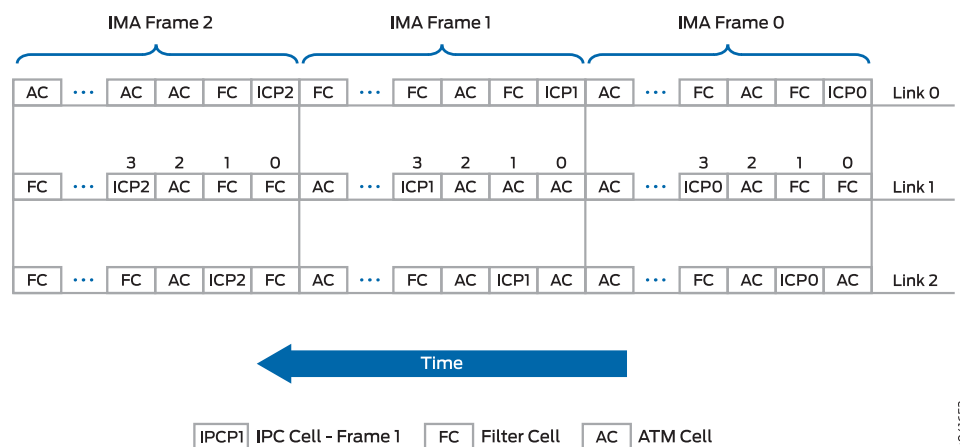 IMA Frame 2 IMA Frame 1 IMA Frame 0
AC ... AC AC FC ICP2 FC ... FC AC FC ICP1 AC ... FC AC FC ICP0 Link 0
3 2 1 0 3 2 1 0 3 2 1 0
FC ... ICP2 AC FC FC AC ... ICP1 AC AC AC AC ... ICP0 AC FC FC Link 1
FC ... FC AC ICP2 FC AC ... FC AC ICP1 AC AC ... FC AC ICP0 AC Link 2
Time
IPCP1 IPC Cell - Frame 1 FC Filter Cell AC ATM Cell